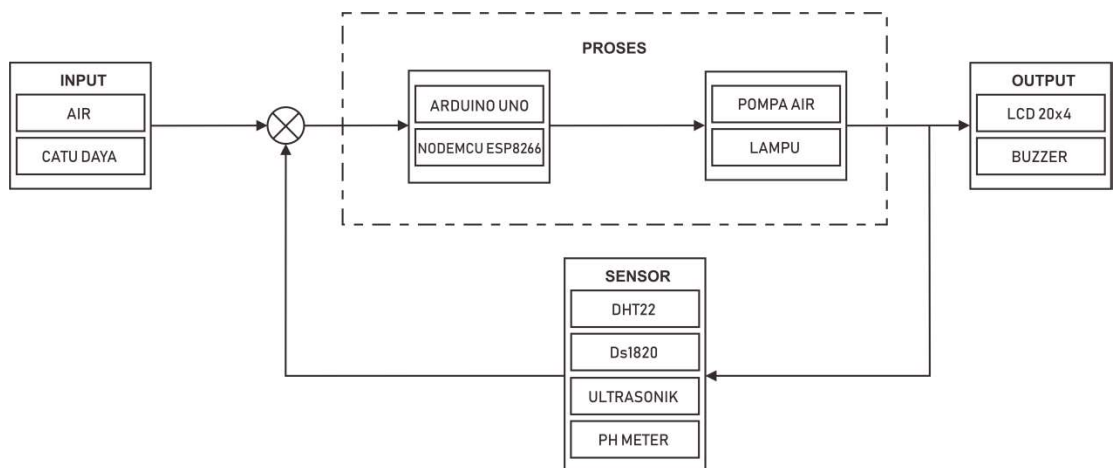 PROSES
INPUT
AIR
CATU DAYA
ARDUINO UNO
NODEMCU ESP8266
POMPA AIR
LAMPU
OUTPUT
LCD 20x4
BUZZER
SENSOR
DHT22
Ds1820
ULTRASONIK
PH METER